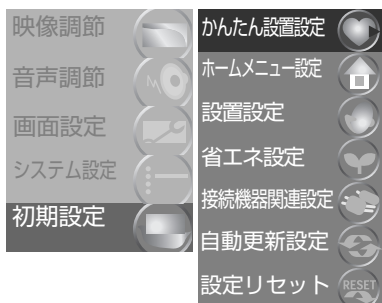 映像調節
音声調節
画面設定
システム設定
初期設定
かんたん設置設定
ホームメニュー設定
設置設定
省エネ設定
接続機器関連設定
自動更新設定
設定リセット
RESET